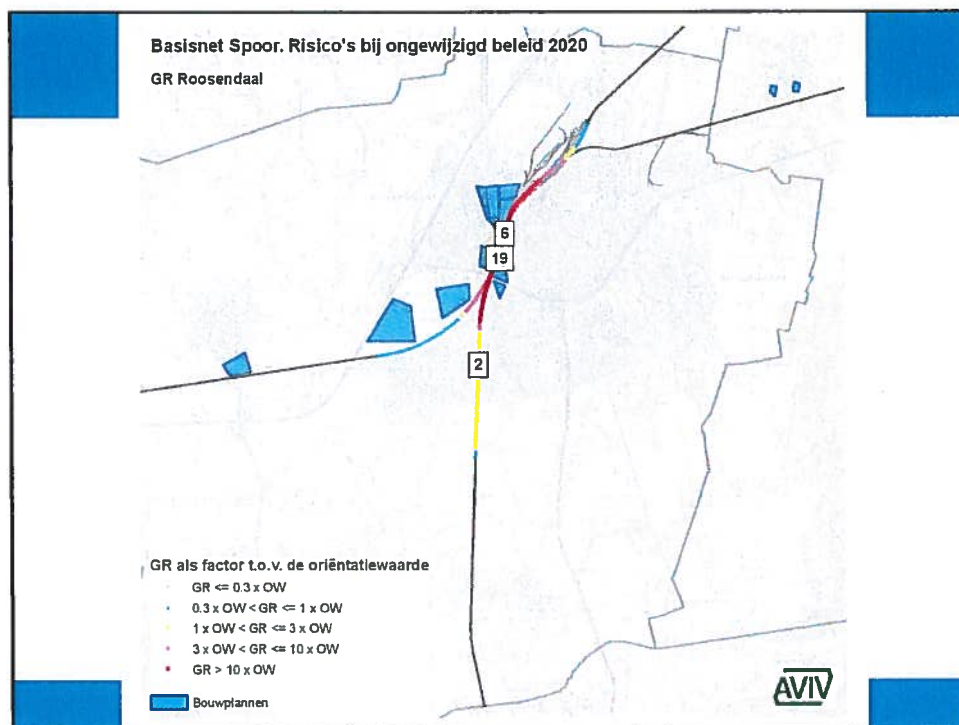 Basisnet Spoor. Risico's bij ongewijzigd beleid 2020
GR Roosendaal
6
19
2
GR als factor t.o.v. de oriëntatiewaarde
GR <= 0.3 x OW
0.3 x OW < GR <= 1 x OW
1 x OW < GR <= 3 x OW
3 x OW < GR <= 10 x OW
GR > 10 x OW
Bouwplannen
AVIV